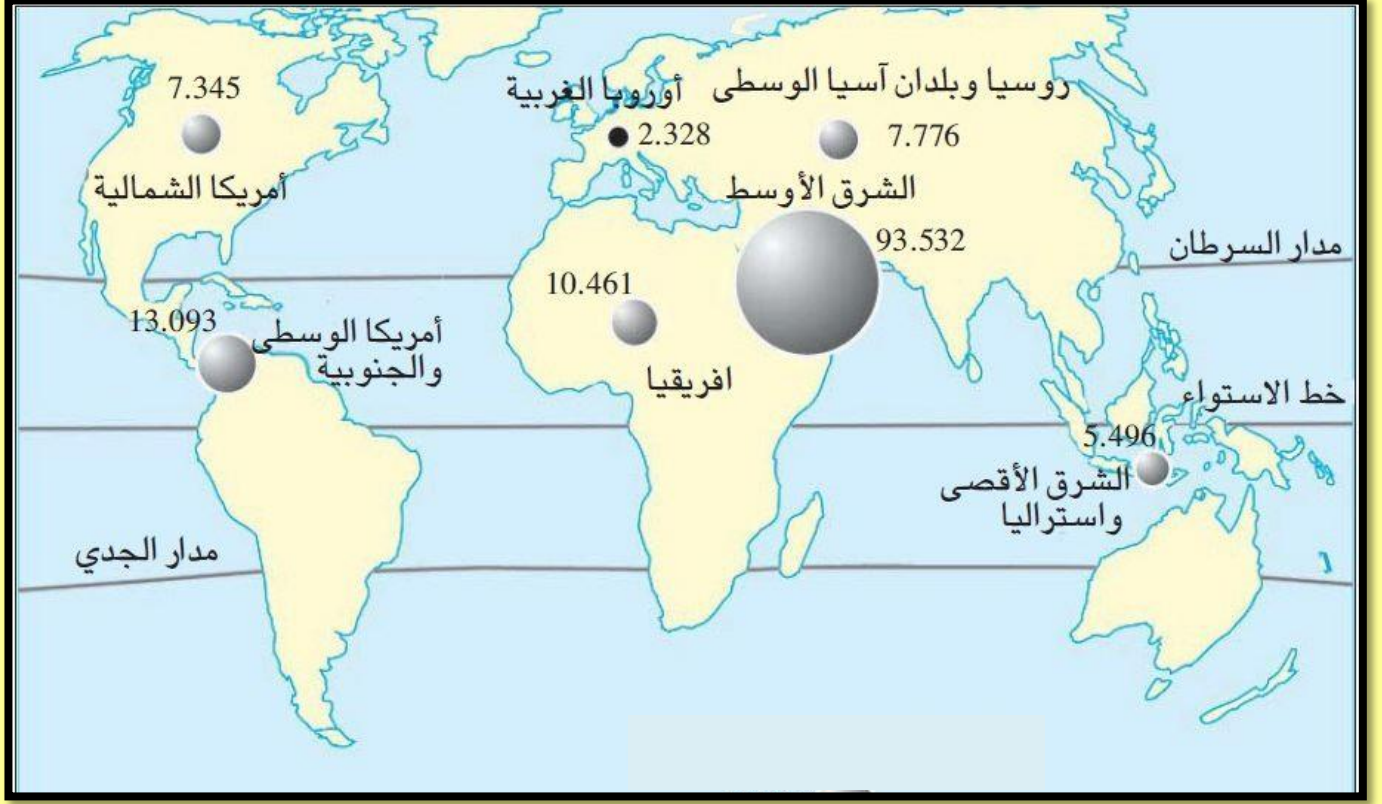 7.345
أمريكا الشمالية
أوروبا الغربية
2.328
روسيا وبلدان آسيا الوسطى
7.776
الشرق الأوسط
93.532
مدار السرطان
10.461
افريقيا
13.093
أمريكا الوسطى
والجنوبية
خط الاستواء
5.496
الشرق الأقصى
واستراليا
مدار الجدي